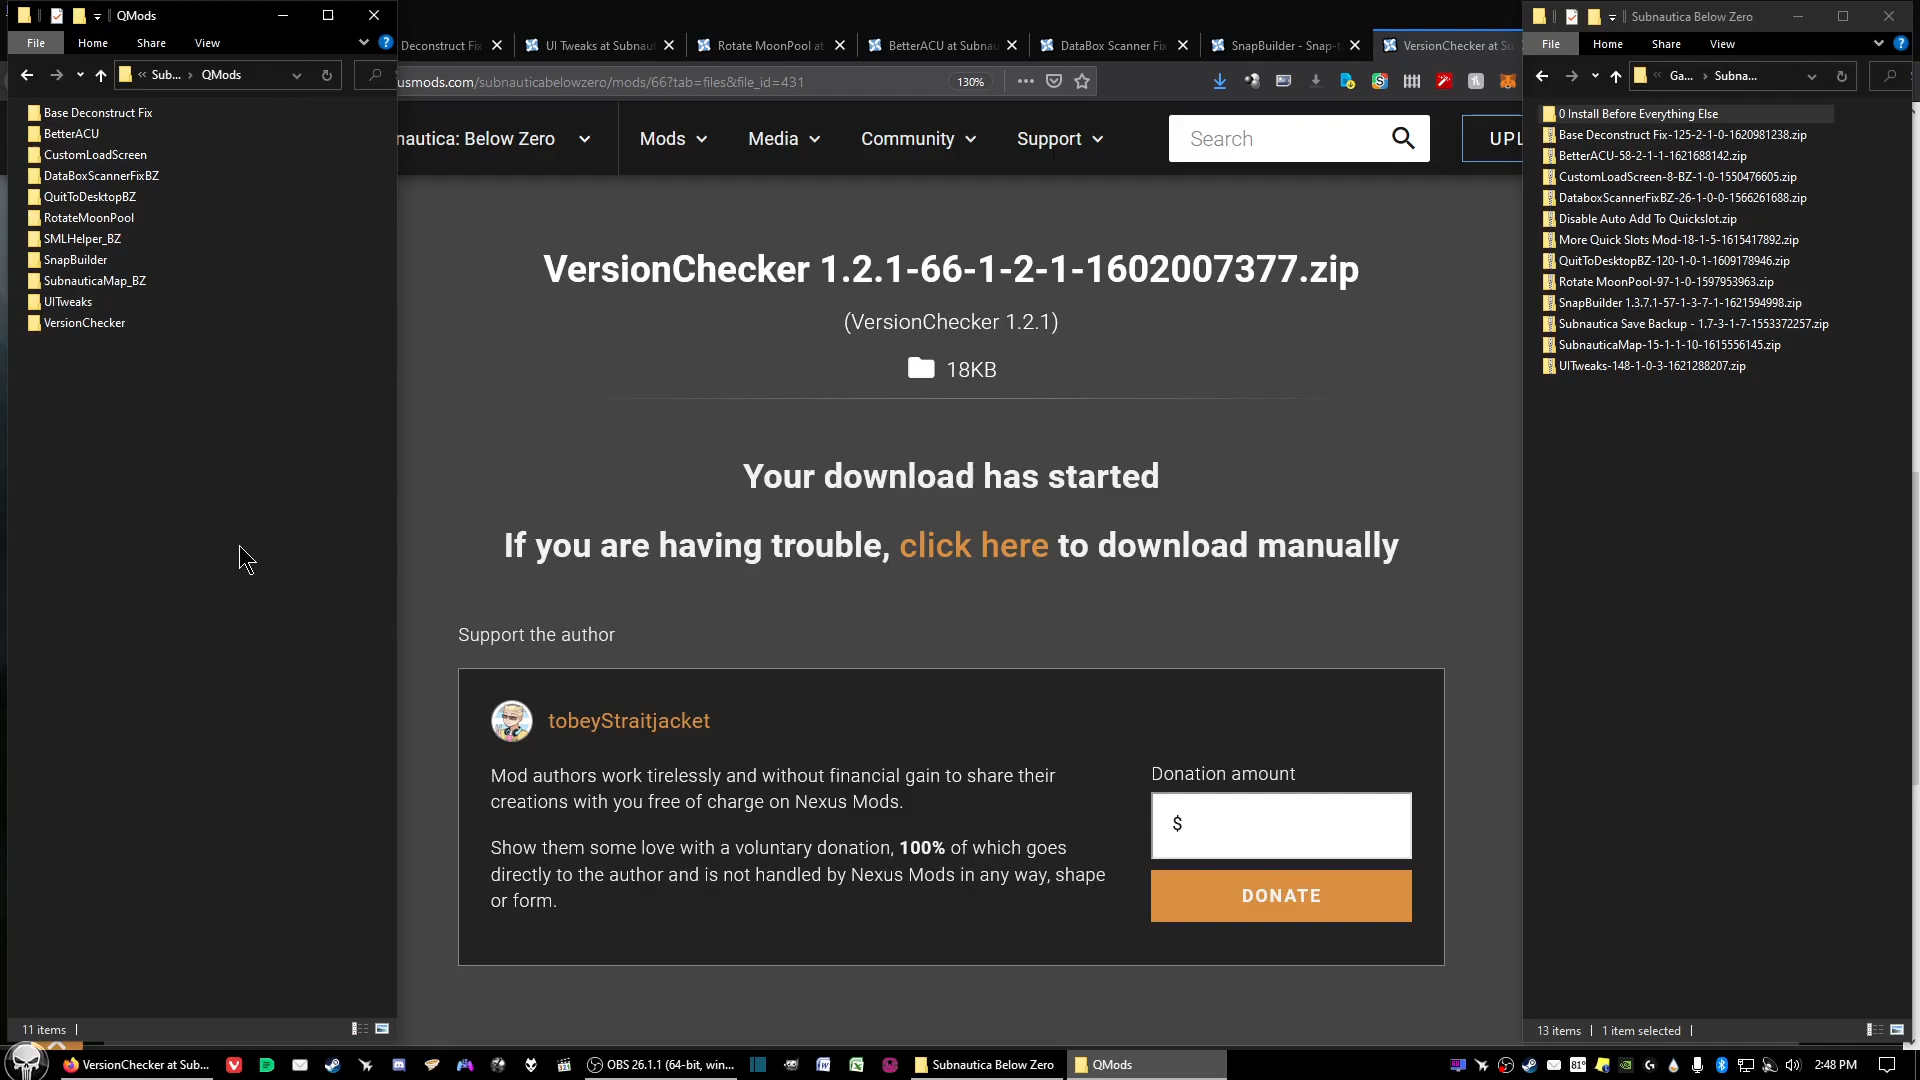 QMods
File
Home
Share
View
Sub...
QMods
Base Deconstruct Fix
BetterACU
CustomLoadScreen
DataBoxScannerFixBZ
QuitToDesktopBZ
RotateMoonPool
SMLHelper_BZ
SnapBuilder
SubnauticaMap_BZ
UITweaks
VersionChecker
11 items
Deconstruct Fix
UI Tweaks at Subnau
Rotate MoonPool at
BetterACU at Subnau
DataBox Scanner Fix
SnapBuilder - Snap-t
VersionChecker at Su
usmods.com/subnauticabelowzero/mods/66?tab=files&file_id=431
130%
nautica: Below Zero
Mods
Media
Community
Support
Search
UPL
VersionChecker 1.2.1-66-1-2-1-1602007377.zip
(VersionChecker 1.2.1)
18KB
Your download has started
If you are having trouble, click here to download manually
Support the author
tobeyStraitjacket
Mod authors work tirelessly and without financial gain to share their
creations with you free of charge on Nexus Mods.
Show them some love with a voluntary donation, 100% of which goes
directly to the author and is not handled by Nexus Mods in any way, shape
or form.
Donation amount
$
DONATE
Subnautica Below Zero
File
Home
Share
View
Ga...
Subna...
0 Install Before Everything Else
Base Deconstruct Fix-125-2-1-0-1620981238.zip
BetterACU-58-2-1-1-1621688142.zip
CustomLoadScreen-8-BZ-1-0-1550476605.zip
DataboxScannerFixBZ-26-1-0-0-1566261688.zip
Disable Auto Add To Quickslot.zip
More Quick Slots Mod-18-1-5-1615417892.zip
QuitToDesktopBZ-120-1-0-1-1609178946.zip
Rotate MoonPool-97-1-0-1597953963.zip
SnapBuilder 1.3.7.1-57-1-3-7-1-1621594998.zip
Subnautica Save Backup - 1.7-3-1-7-1553372257.zip
SubnauticaMap-15-1-1-10-1615556145.zip
UITweaks-148-1-0-3-1621288207.zip
13 items
1 item selected
VersionChecker at Sub...
OBS 26.1.1 (64-bit, win...
Subnautica Below Zero
QMods
81°
2:48 PM